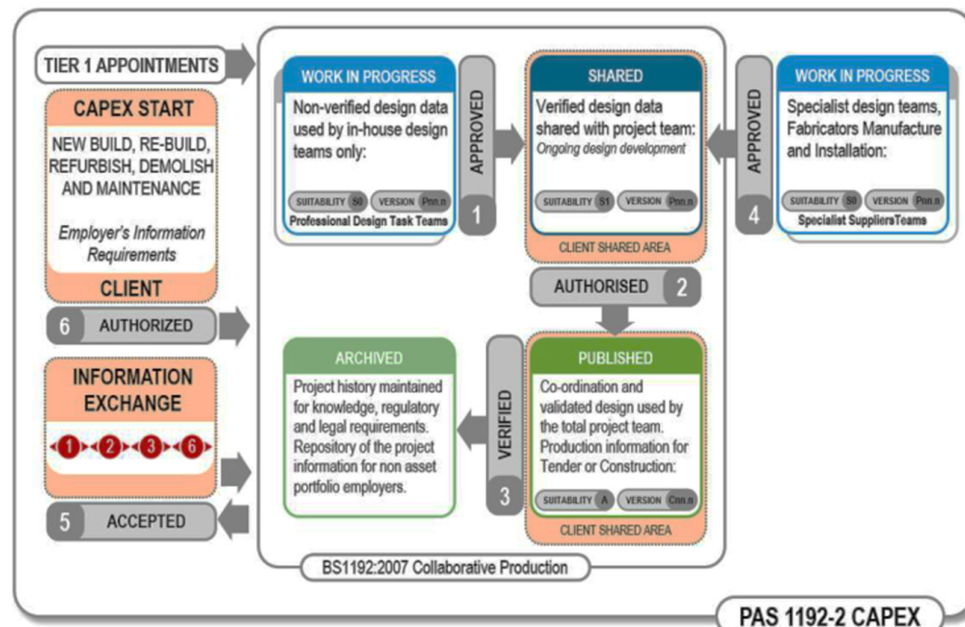 TIER 1 APPOINTMENTS
CAPEX START
NEW BUILD, RE-BUILD,
REFURBISH, DEMOLISH
AND MAINTENANCE
Employer's Information
Requirements
CLIENT
6 AUTHORIZED
INFORMATION
EXCHANGE
1 2 3 6
5 ACCEPTED
WORK IN PROGRESS
Non-verified design data
used by in-house design
teams only:
SUITABILITY S0 VERSION Pnn.n
Professional Design Task Teams
APPROVED
1
SHARED
Verified design data
shared with project team:
Ongoing design development
SUITABILITY S1 VERSION Pnn.n
CLIENT SHARED AREA
APPROVED
4
WORK IN PROGRESS
Specialist design teams,
Fabricators Manufacture
and Installation:
SUITABILITY S0 VERSION Pnn.n
Specialist SuppliersTeams
AUTHORISED 2
ARCHIVED
Project history maintained
for knowledge, regulatory
and legal requirements.
Repository of the project
information for non asset
portfolio employers.
VERIFIED
3
PUBLISHED
Co-ordination and
validated design used by
the total project team.
Production information for
Tender or Construction:
SUITABILITY A VERSION Cnn.n
CLIENT SHARED AREA
BS1192:2007 Collaborative Production
PAS 1192-2 CAPEX